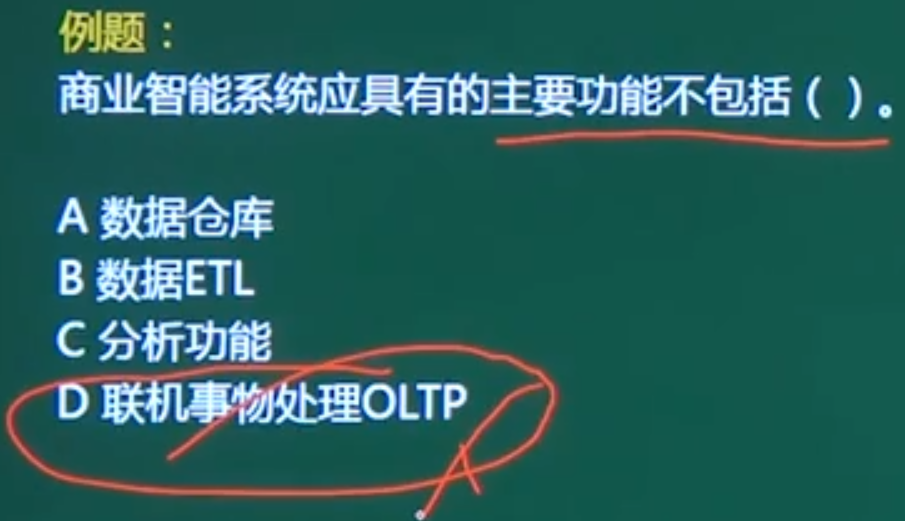 例题：
商业智能系统应具有的主要功能不包括（ ）。
A 数据仓库
B 数据ETL
C 分析功能
D 联机事物处理OLTP